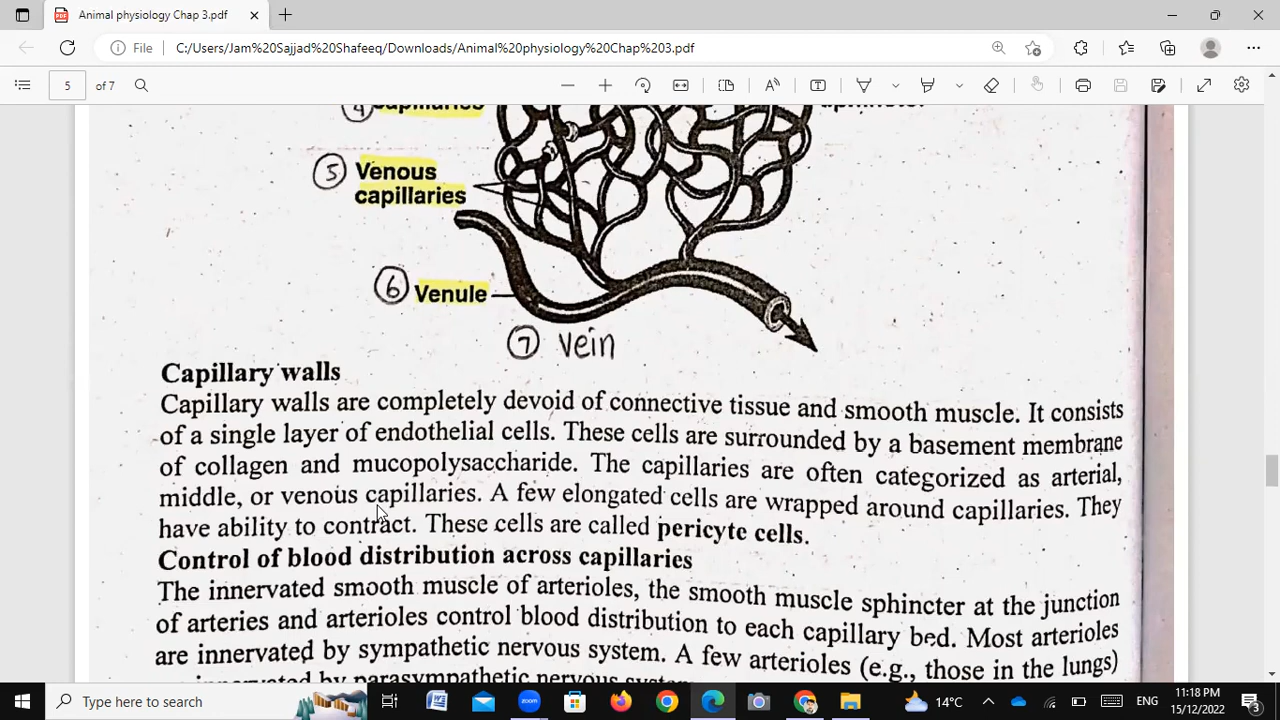 Animal physiology Chap 3.pdf
File
C:/Users/Jam%20Sajjad%20Shafeeq/Downloads/Animal%20physiology%20Chap%203.pdf
5 of 7
4 capillaries
5 Venous
capillaries
6 Venule
7 vein
Capillary walls
Capillary walls are completely devoid of connective tissue and smooth muscle. It consists
of a single layer of endothelial cells. These cells are surrounded by a basement membrane
of collagen and mucopolysaccharide. The capillaries are often categorized as arterial,
middle, or venous capillaries. A few elongated cells are wrapped around capillaries. They
have ability to contract. These cells are called pericyte cells.
Control of blood distribution across capillaries
The innervated smooth muscle of arterioles, the smooth muscle sphincter at the junction
of arteries and arterioles control blood distribution to each capillary bed. Most arterioles
are innervated by sympathetic nervous system. A few arterioles (e.g., those in the lungs)
innervated by parasympathetic nervous
Type here to search
14°C
ENG
11:18 PM
15/12/2022